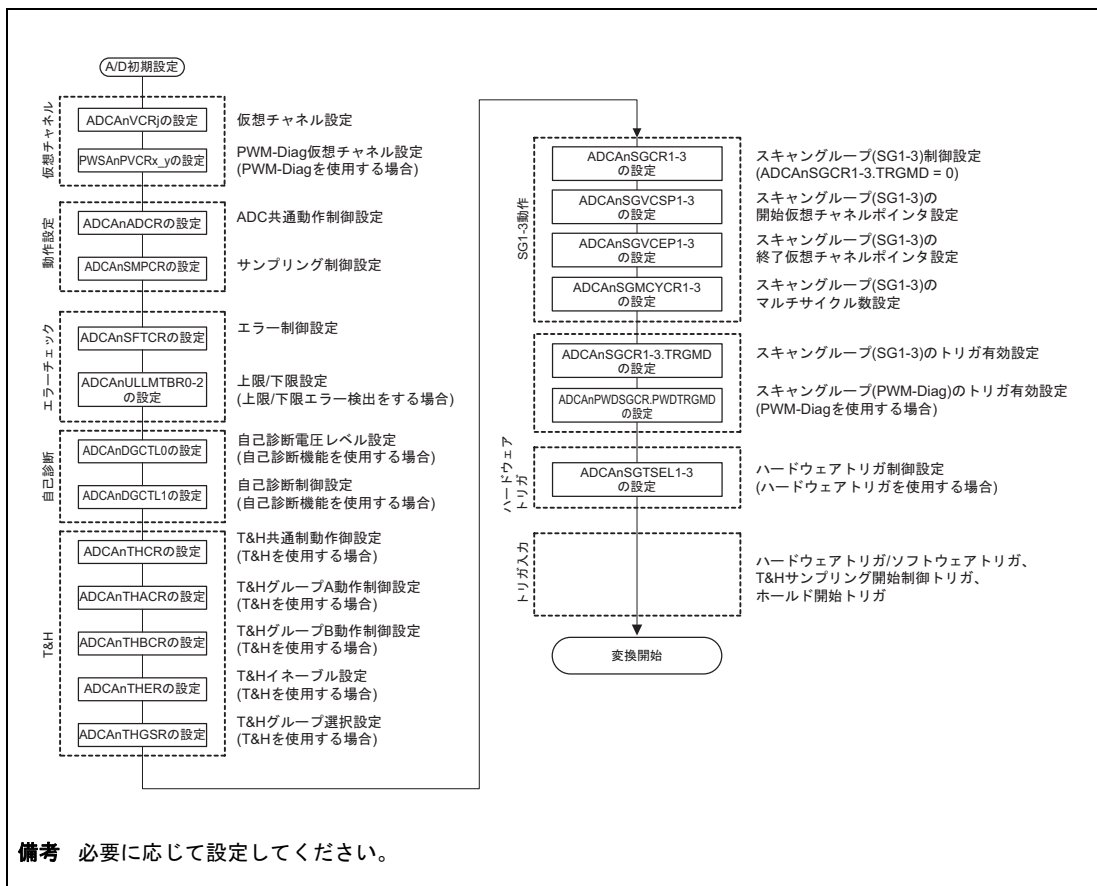 A/D初期設定
仮想チャネル
ADCAnVCRjの設定
仮想チャネル設定
PWSAnPVCRx_yの設定
PWM-Diag仮想チャネル設定
(PWM-Diagを使用する場合)
動作設定
ADCAnADCRの設定
ADC共通動作制御設定
ADCAnSMPCRの設定
サンプリング制御設定
エラーチェック
ADCAnSFTCRの設定
エラー制御設定
ADCAnULLMTBR0-2
の設定
上限/下限設定
(上限/下限エラー検出をする場合)
自己診断
ADCAnDGCTL0の設定
自己診断電圧レベル設定
(自己診断機能を使用する場合)
ADCAnDGCTL1の設定
自己診断制御設定
(自己診断機能を使用する場合)
T&H
ADCAnTHCRの設定
T&H共通制動作御設定
(T&Hを使用する場合)
ADCAnTHACRの設定
T&HグループA動作制御設定
(T&Hを使用する場合)
ADCAnTHBCRの設定
T&HグループB動作制御設定
(T&Hを使用する場合)
ADCAnTHERの設定
T&Hイネーブル設定
(T&Hを使用する場合)
ADCAnTHGSRの設定
T&Hグループ選択設定
(T&Hを使用する場合)
SG1-3動作
ADCAnSGCR1-3
の設定
スキャングループ(SG1-3)制御設定
(ADCAnSGCR1-3.TRGMD = 0)
ADCAnSGVCSP1-3
の設定
スキャングループ(SG1-3)の
開始仮想チャネルポインタ設定
ADCAnSGVCEP1-3
の設定
スキャングループ(SG1-3)の
終了仮想チャネルポインタ設定
ADCAnSGMCYCR1-3
の設定
スキャングループ(SG1-3)の
マルチサイクル数設定
ADCAnSGCR1-3.TRGMD
の設定
スキャングループ(SG1-3)のトリガ有効設定
ADCAnPWDSGCR.PWDTRGMD
の設定
スキャングループ(PWM-Diag)のトリガ有効設定
(PWM-Diagを使用する場合)
ハードウェア
トリガ
ADCAnSGTSEL1-3
の設定
ハードウェアトリガ制御設定
(ハードウェアトリガを使用する場合)
トリガ入力
ハードウェアトリガ/ソフトウェアトリガ、
T&Hサンプリング開始制御トリガ、
ホールド開始トリガ
変換開始
備考 必要に応じて設定してください。